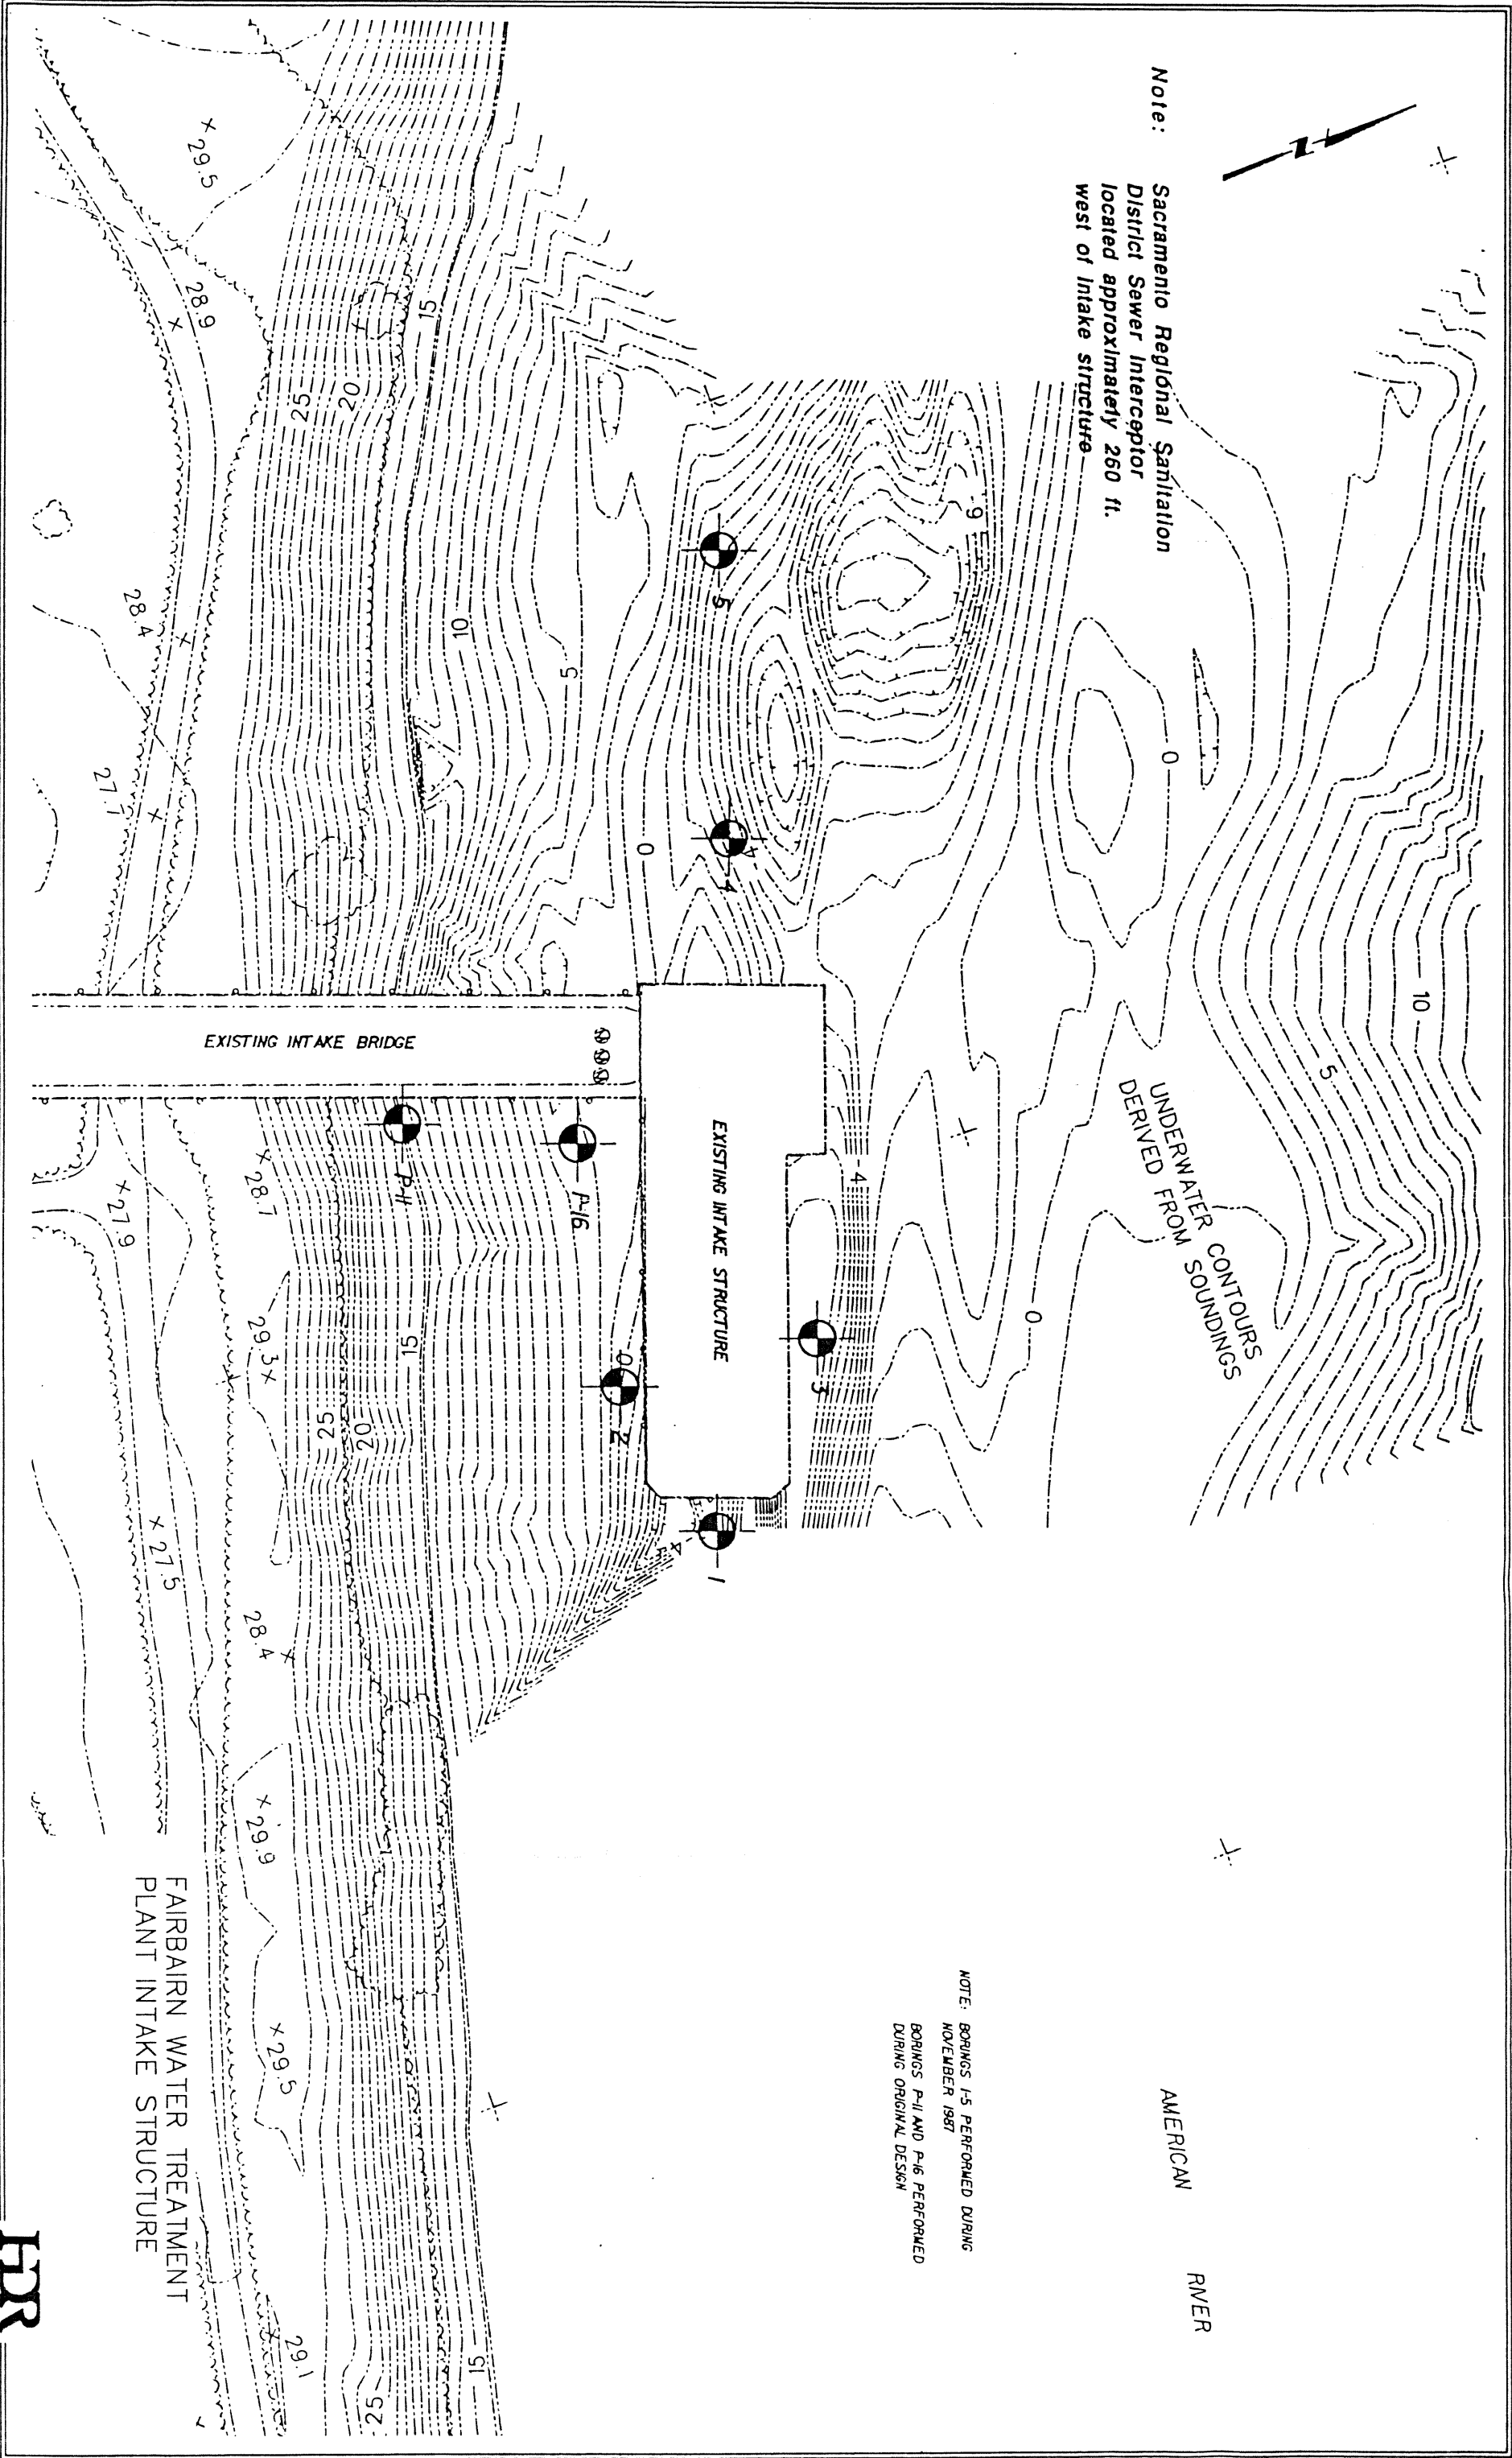 Note: Sacramento Regional Sanitation
District Sewer Interceptor
located approximately 260 ft.
west of intake structure
N
UNDERWATER CONTOURS
DERIVED FROM SOUNDINGS
AMERICAN RIVER
NOTE: BORINGS 1-5 PERFORMED DURING
NOVEMBER 1987
BORINGS P-11 AND P-16 PERFORMED
DURING ORIGINAL DESIGN
EXISTING INTAKE STRUCTURE
EXISTING INTAKE BRIDGE
10
5
0
0
-9
-4
5
4
3
1
-4
2
0
0
P-16
P-11
5
10
15
20
25
15
20
25
15
25
29.5
28.9
28.4
27.7
28.7
27.9
29.3
27.5
28.4
29.9
29.5
29.1
FAIRBAIRN WATER TREATMENT
PLANT INTAKE STRUCTURE
HDR